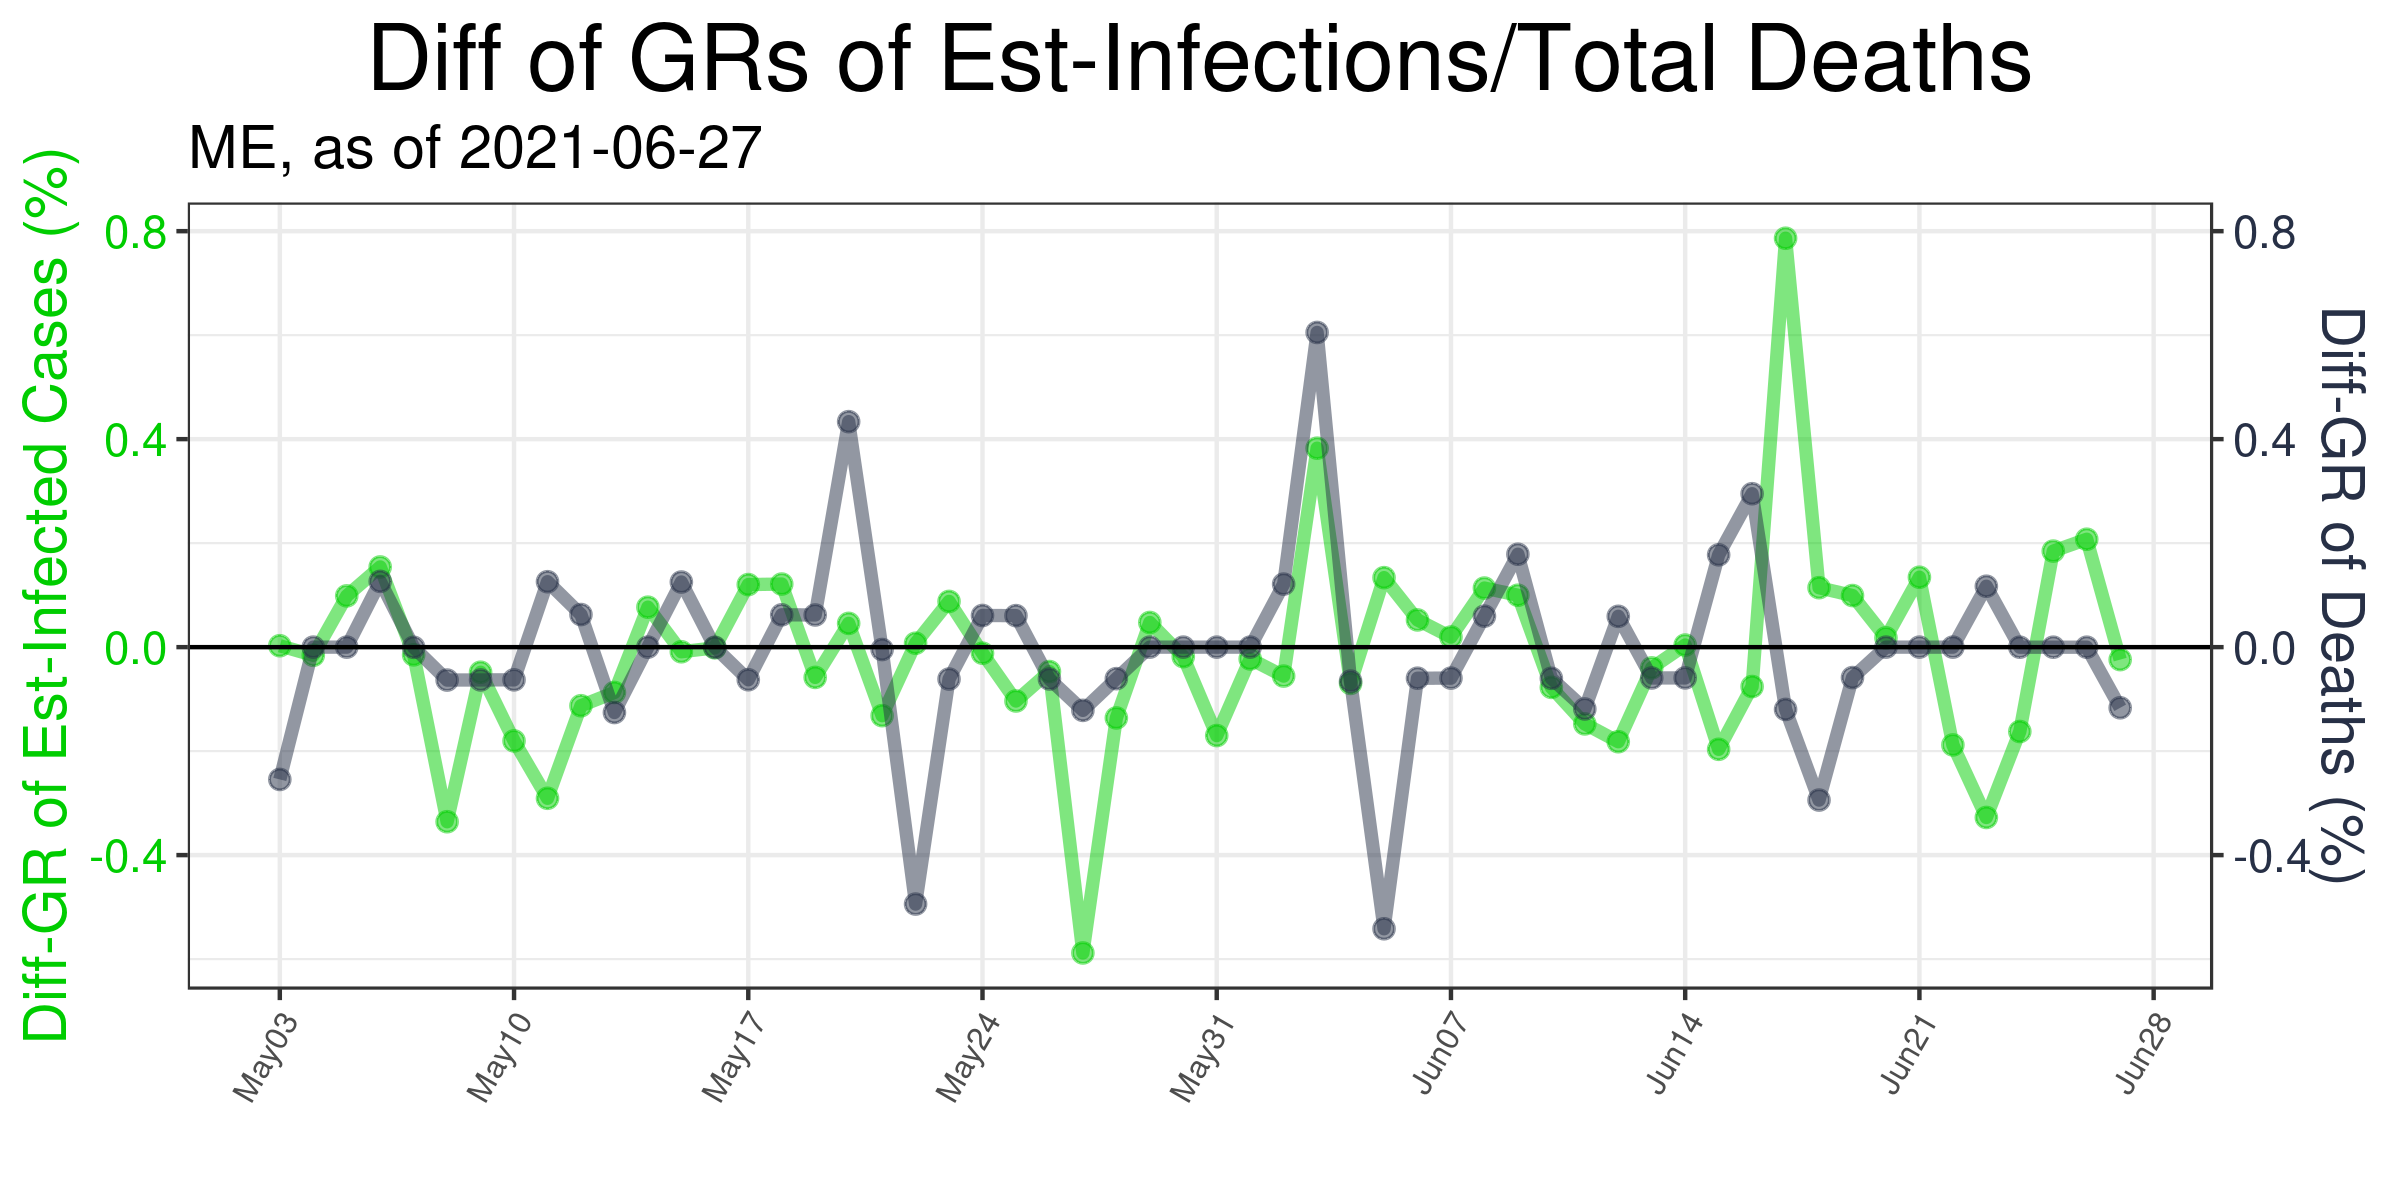 Diff of GRs of Est-Infections/Total Deaths
ME, as of 2021-06-27
Diff-GR of Est-Infected Cases (%)
0.8
0.4
0.0
-0.4
0.8
0.4
0.0
-0.4
Diff-GR of Deaths (%)
May03
May10
May17
May24
May31
Jun07
Jun14
Jun21
Jun28